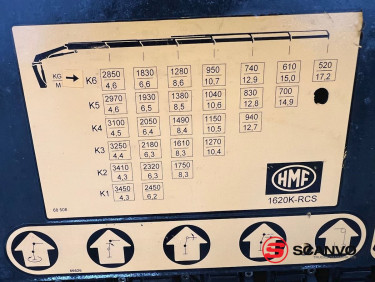 KG M K6 2850 1830 1280 950 740 610 520
4,6 6,6 8,6 10,7 12,9 15,0 17,2
K5 2970 1930 1380 1040 830 700
4,6 6,5 8,5 10,6 12,8 14,9
K4 3100 2050 1490 1150 940
4,5 6,4 8,4 10,5 12,7
K3 3250 2180 1610 1270
4,4 6,3 8,3 10,4
K2 3410 2320 1750
4,3 6,3 8,3
K1 3450 2450
4,3 6,2
HMF
1620K-RCS
SCANVO